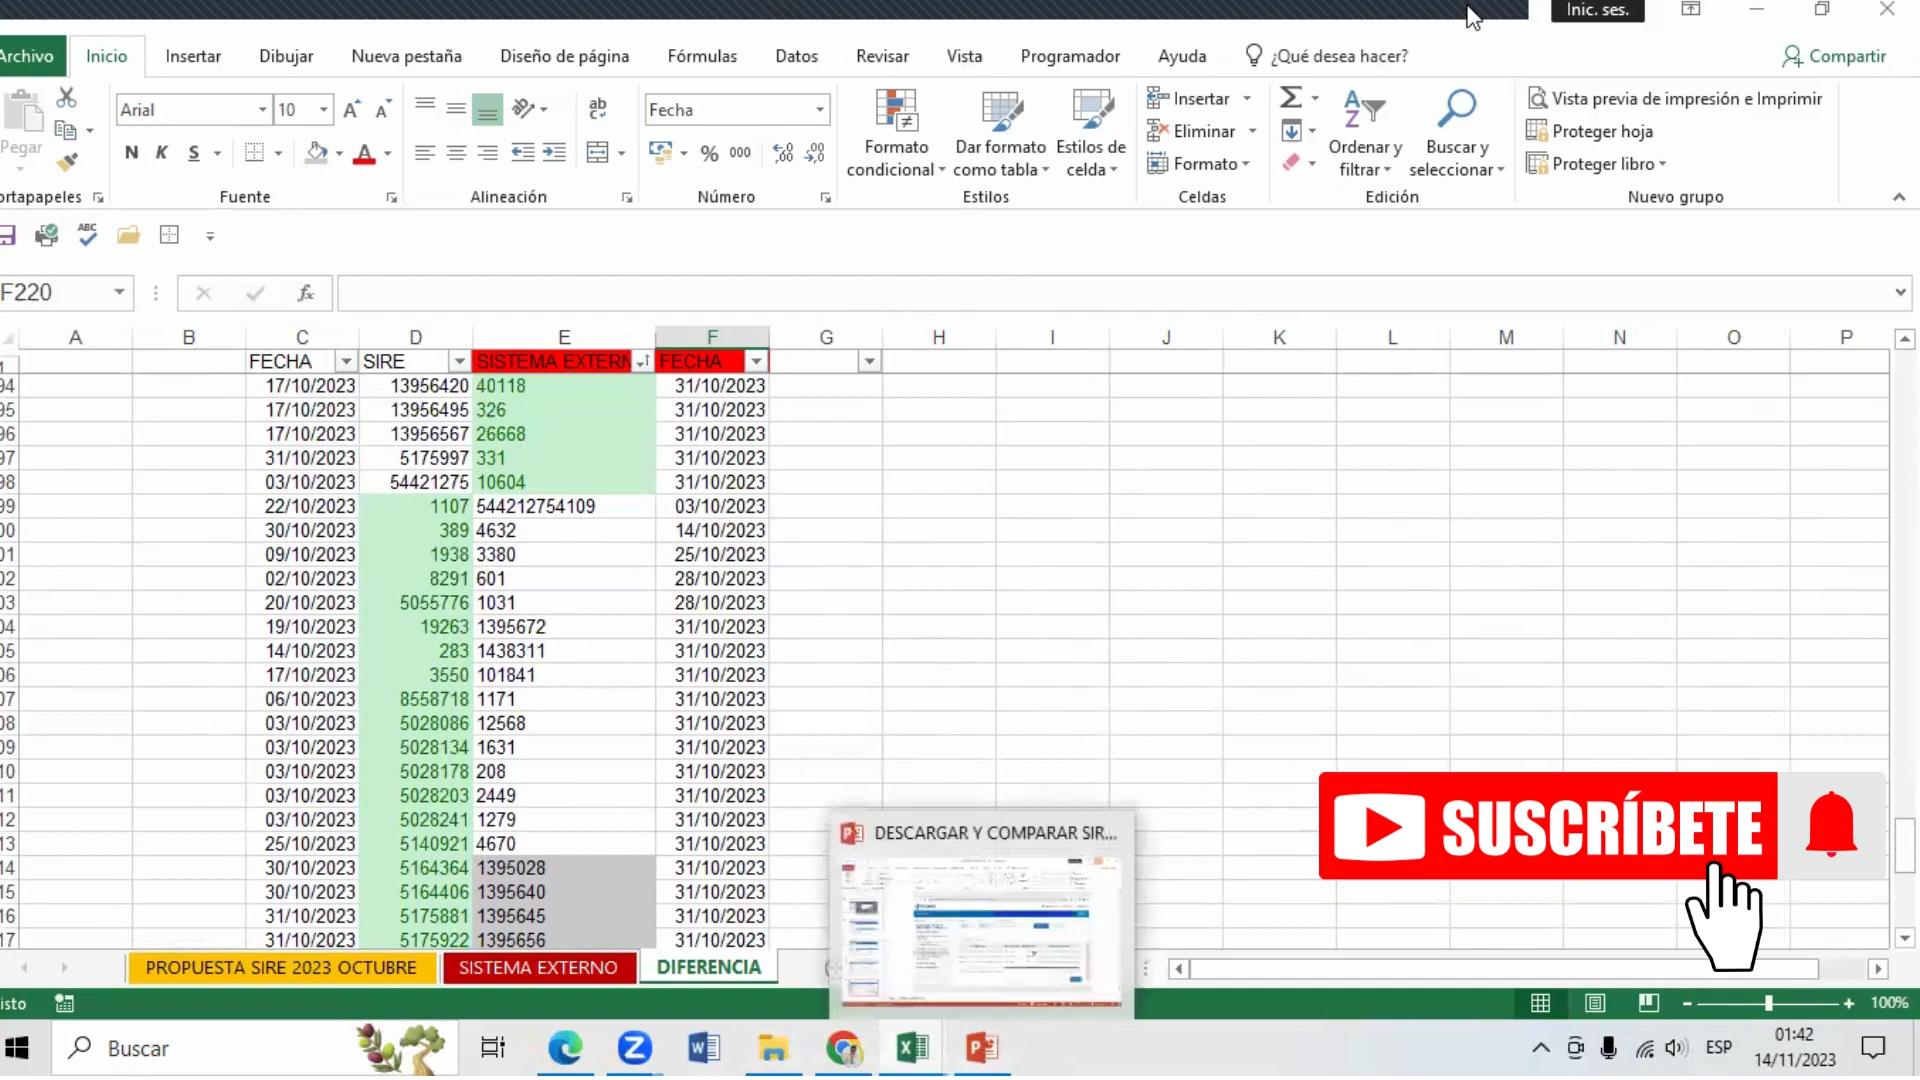 Inic. ses.
Archivo Inicio Insertar Dibujar Nueva pestaña Diseño de página Fórmulas Datos Revisar Vista Programador Ayuda ¿Qué desea hacer? Compartir
Pegar
Arial 10
N K S
ab
Fecha
% 000
Formato condicional
Dar formato como tabla
Estilos de celda
Insertar
Eliminar
Formato
Ordenar y filtrar
Buscar y seleccionar
Vista previa de impresión e Imprimir
Proteger hoja
Proteger libro
ortapapeles Fuente Alineación Número Estilos Celdas Edición Nuevo grupo
ABC
F220 fx
A B C D E F G H I J K L M N O P
FECHA SIRE SISTEMA EXTERN FECHA
94 17/10/2023 13956420 40118 31/10/2023
95 17/10/2023 13956495 326 31/10/2023
96 17/10/2023 13956567 26668 31/10/2023
97 31/10/2023 5175997 331 31/10/2023
98 03/10/2023 54421275 10604 31/10/2023
99 22/10/2023 1107 544212754109 03/10/2023
00 30/10/2023 389 4632 14/10/2023
01 09/10/2023 1938 3380 25/10/2023
02 02/10/2023 8291 601 28/10/2023
03 20/10/2023 5055776 1031 28/10/2023
04 19/10/2023 19263 1395672 31/10/2023
05 14/10/2023 283 1438311 31/10/2023
06 17/10/2023 3550 101841 31/10/2023
07 06/10/2023 8558718 1171 31/10/2023
08 03/10/2023 5028086 12568 31/10/2023
09 03/10/2023 5028134 1631 31/10/2023
10 03/10/2023 5028178 208 31/10/2023
11 03/10/2023 5028203 2449 31/10/2023
12 03/10/2023 5028241 1279 31/10/2023
13 25/10/2023 5140921 4670 31/10/2023
14 30/10/2023 5164364 1395028 31/10/2023
15 30/10/2023 5164406 1395640 31/10/2023
16 31/10/2023 5175881 1395645 31/10/2023
17 31/10/2023 5175922 1395656 31/10/2023
DESCARGAR Y COMPARAR SIR...
SUSCRÍBETE
PROPUESTA SIRE 2023 OCTUBRE SISTEMA EXTERNO DIFERENCIA
isto 100%
Buscar
ESP
01:42
14/11/2023